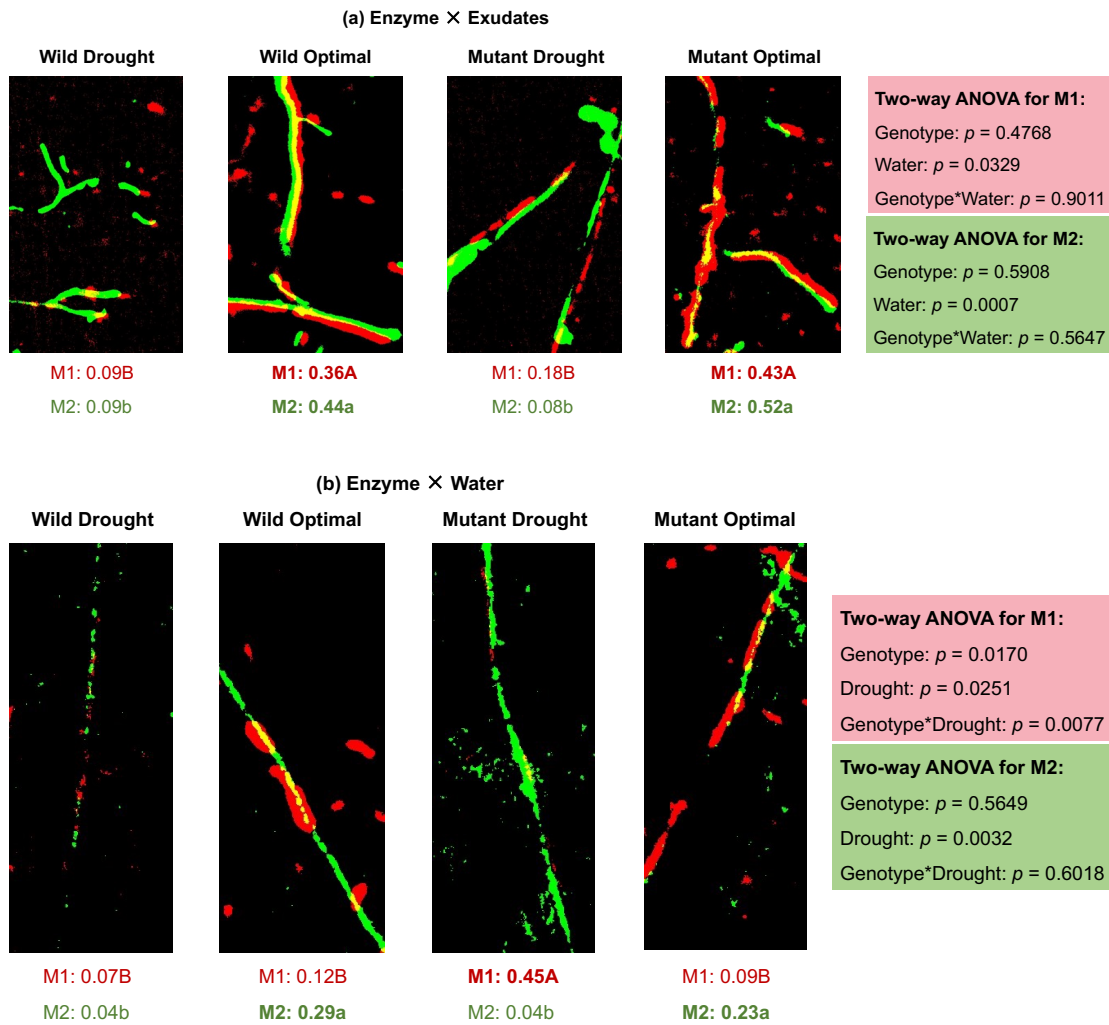 (a) Enzyme × Exudates
Wild Drought
Wild Optimal
Mutant Drought
Mutant Optimal
Two-way ANOVA for M1:
Genotype: p = 0.4768
Water: p = 0.0329
Genotype*Water: p = 0.9011
Two-way ANOVA for M2:
Genotype: p = 0.5908
Water: p = 0.0007
Genotype*Water: p = 0.5647
M1: 0.09B
M1: 0.36A
M1: 0.18B
M1: 0.43A
M2: 0.09b
M2: 0.44a
M2: 0.08b
M2: 0.52a
(b) Enzyme × Water
Wild Drought
Wild Optimal
Mutant Drought
Mutant Optimal
Two-way ANOVA for M1:
Genotype: p = 0.0170
Drought: p = 0.0251
Genotype*Drought: p = 0.0077
Two-way ANOVA for M2:
Genotype: p = 0.5649
Drought: p = 0.0032
Genotype*Drought: p = 0.6018
M1: 0.07B
M1: 0.12B
M1: 0.45A
M1: 0.09B
M2: 0.04b
M2: 0.29a
M2: 0.04b
M2: 0.23a